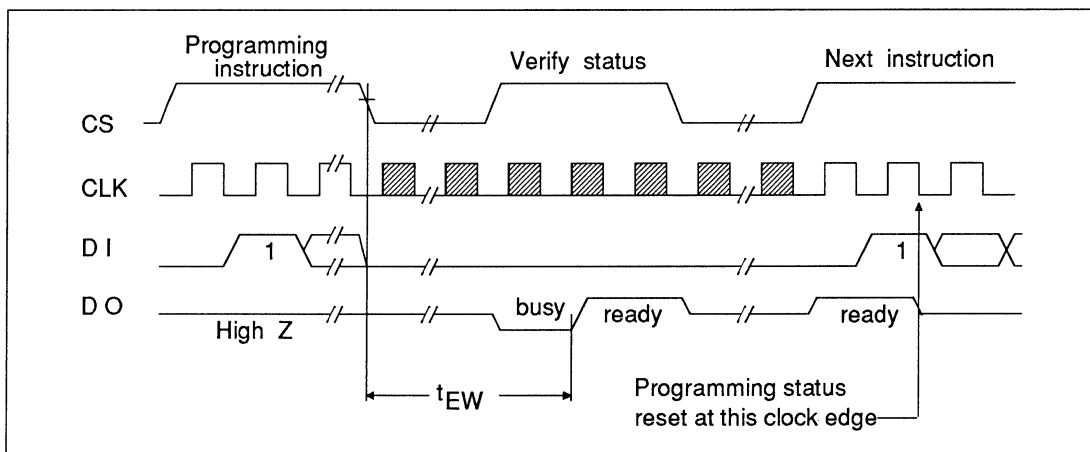 Programming
instruction
Verify status
Next instruction
CS
CLK
D I
1
1
D O
High Z
busy
ready
ready
tEW
Programming status
reset at this clock edge